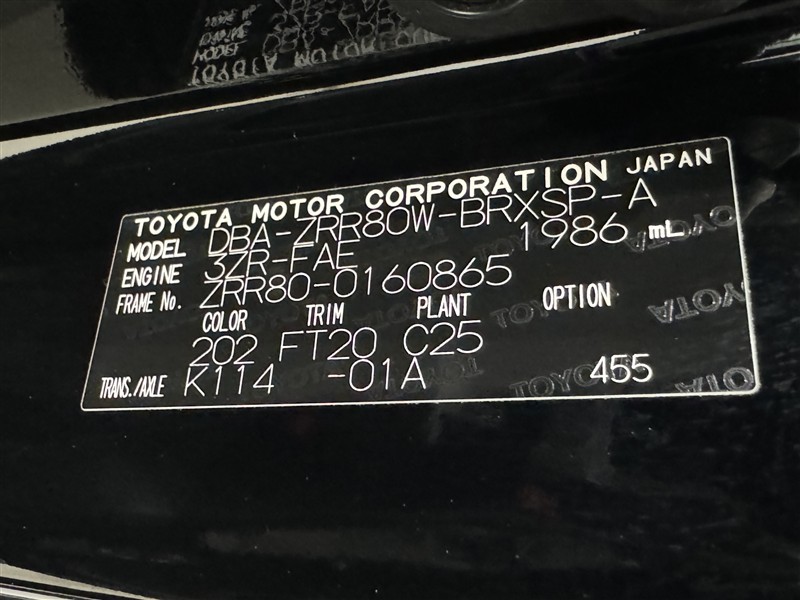 TOYOTA MOTOR CORPORATION JAPAN
MODEL DBA-ZRR80W-BRXSP-A
ENGINE 3ZR-FAE 1986 mL
FRAME No. ZRR80-0160865
COLOR TRIM PLANT OPTION
202 FT20 C25
TRANS./AXLE K114 -01A 455